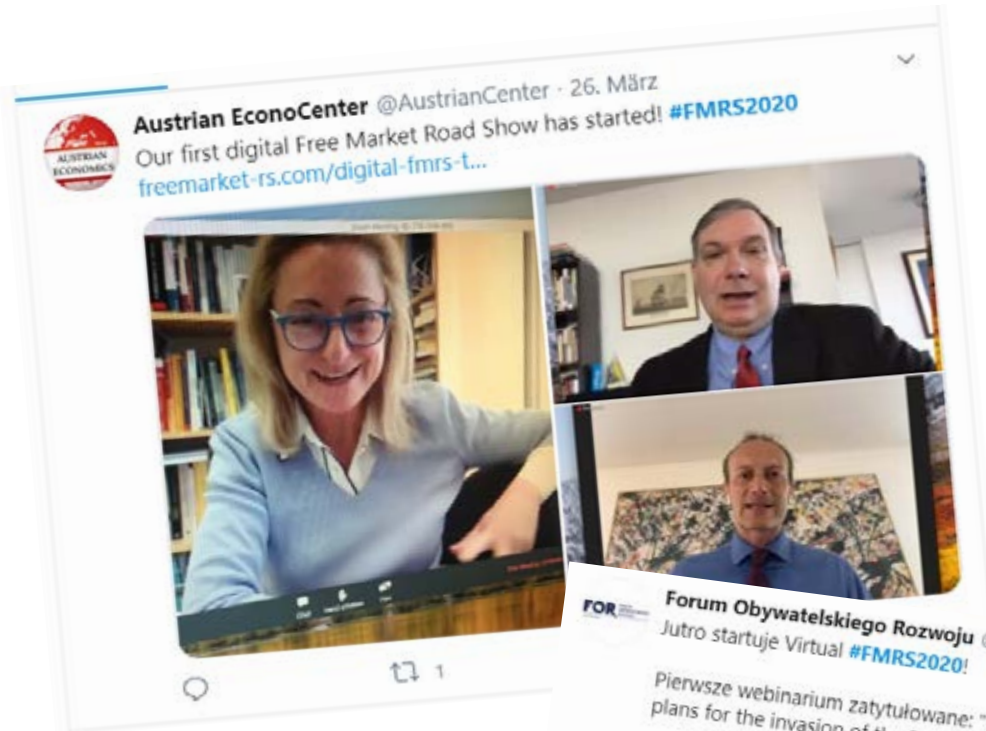 Austrian EconoCenter @AustrianCenter · 26. März
Our first digital Free Market Road Show has started! #FMRS2020
freemarket-rs.com/digital-fmrs-t...
AUSTRIAN
ECONOMICS
1
FOR
Forum Obywatelskiego Rozwoju
Jutro startuje Virtual #FMRS2020!
Pierwsze webinarium zatytułowane: "
plans for the invasion of